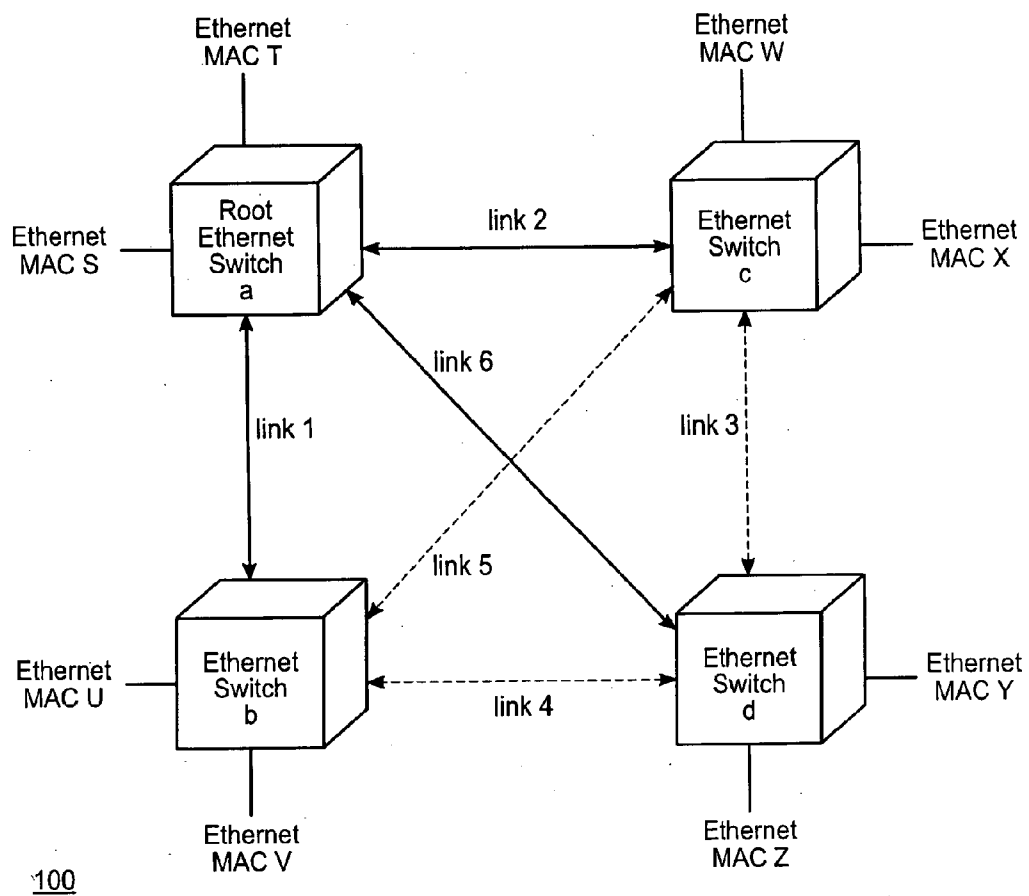 Ethernet
MAC T
Ethernet
MAC W
Root
Ethernet
Switch
a
Ethernet
Switch
c
Ethernet
MAC S
link 2
Ethernet
MAC X
link 6
link 1
link 3
link 5
Ethernet
MAC U
Ethernet
Switch
b
link 4
Ethernet
Switch
d
Ethernet
MAC Y
Ethernet
MAC V
Ethernet
MAC Z
100